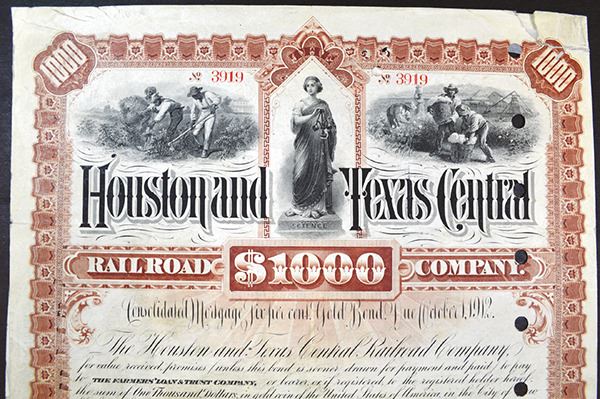 1000 1000
№ 3919 № 3919
Houston and Texas Central
SCIENCE
RAILROAD $1000 COMPANY.
Consolidated Mortgage, Six per cent. Gold Bond, Due October 1, 1912.
The Houston and Texas Central Railroad Company,
for value received, promises (unless this bond is sooner drawn for payment and paid) to pay
to THE FARMERS' LOAN & TRUST COMPANY, or bearer, or if registered to the registered holder hereof
the sum of One Thousand Dollars, in gold coin of the United States of America, in the City of